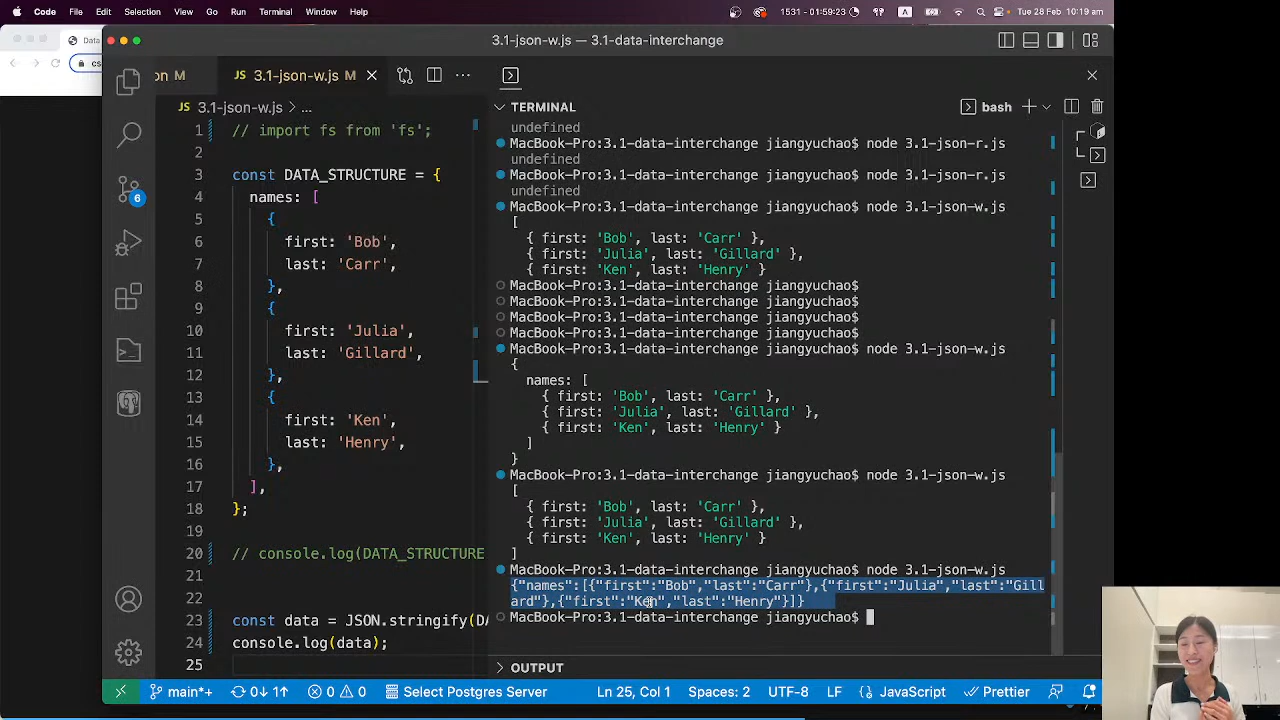 Code File Edit Selection View Go Run Terminal Window Help 1531 - 01:59:23 A Tue 28 Feb 10:19 am
Data
cs
3.1-json-w.js — 3.1-data-interchange
on M
JS 3.1-json-w.js M
JS 3.1-json-w.js > ...
1 // import fs from 'fs';
2
3 const DATA_STRUCTURE = {
4 names: [
5 {
6 first: 'Bob',
7 last: 'Carr',
8 },
9 {
10 first: 'Julia',
11 last: 'Gillard',
12 },
13 {
14 first: 'Ken',
15 last: 'Henry',
16 },
17 ],
18 };
19
20 // console.log(DATA_STRUCTURE
21
22
23 const data = JSON.stringify(DA
24 console.log(data);
25
6
TERMINAL
bash
undefined
MacBook-Pro:3.1-data-interchange jiangyuchao$ node 3.1-json-r.js
undefined
MacBook-Pro:3.1-data-interchange jiangyuchao$ node 3.1-json-r.js
undefined
MacBook-Pro:3.1-data-interchange jiangyuchao$ node 3.1-json-w.js
[
{ first: 'Bob', last: 'Carr' },
{ first: 'Julia', last: 'Gillard' },
{ first: 'Ken', last: 'Henry' }
MacBook-Pro:3.1-data-interchange jiangyuchao$
MacBook-Pro:3.1-data-interchange jiangyuchao$
MacBook-Pro:3.1-data-interchange jiangyuchao$
MacBook-Pro:3.1-data-interchange jiangyuchao$
MacBook-Pro:3.1-data-interchange jiangyuchao$ node 3.1-json-w.js
{
names: [
{ first: 'Bob', last: 'Carr' },
{ first: 'Julia', last: 'Gillard' },
{ first: 'Ken', last: 'Henry' }
]
}
MacBook-Pro:3.1-data-interchange jiangyuchao$ node 3.1-json-w.js
[
{ first: 'Bob', last: 'Carr' },
{ first: 'Julia', last: 'Gillard' },
{ first: 'Ken', last: 'Henry' }
]
MacBook-Pro:3.1-data-interchange jiangyuchao$ node 3.1-json-w.js
{"names":[{"first":"Bob","last":"Carr"},{"first":"Julia","last":"Gill
ard"},{"first":"Ken","last":"Henry"}]}
MacBook-Pro:3.1-data-interchange jiangyuchao$
OUTPUT
main*+ 0↓ 1↑ 0 0 Select Postgres Server Ln 25, Col 1 Spaces: 2 UTF-8 LF {} JavaScript Prettier